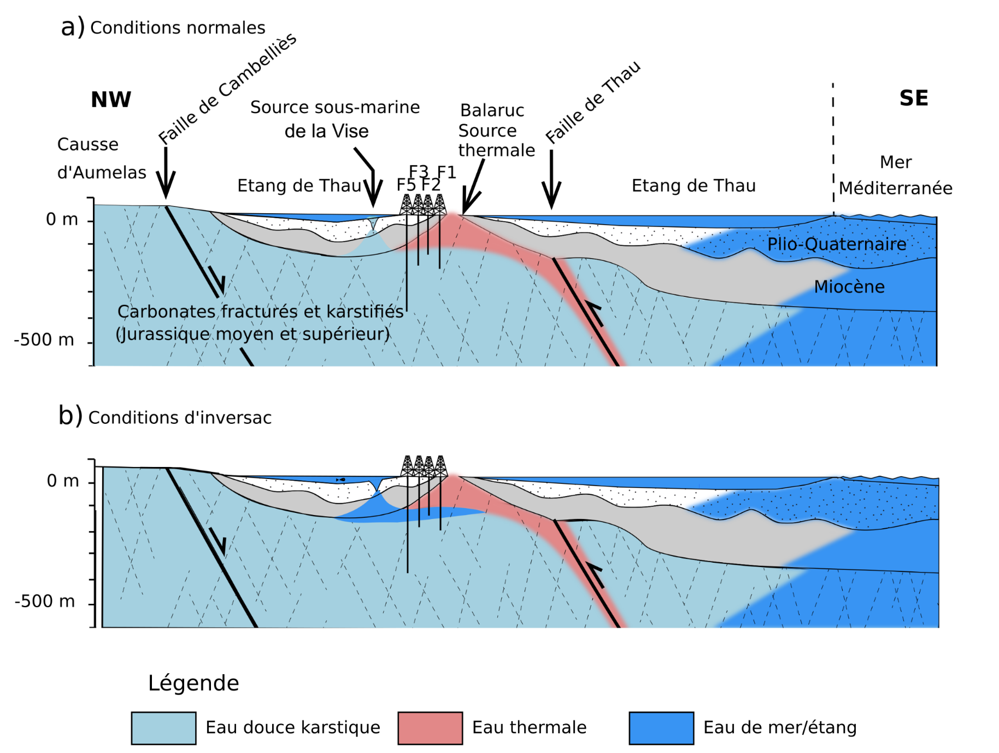 a) Conditions normales
Faille de Cambelliès
Faille de Thau
NW
SE
Source sous-marine
de la Vise
Balaruc
Source
thermale
Causse
d'Aumelas
Mer
Méditerranée
F3 F1
F5 F2
Etang de Thau
Etang de Thau
0 m
Plio-Quaternaire
Miocène
Carbonates fracturés et karstifiés
(Jurassique moyen et supérieur)
-500 m
b) Conditions d'inversac
0 m
-500 m
Légende
Eau douce karstique
Eau thermale
Eau de mer/étang